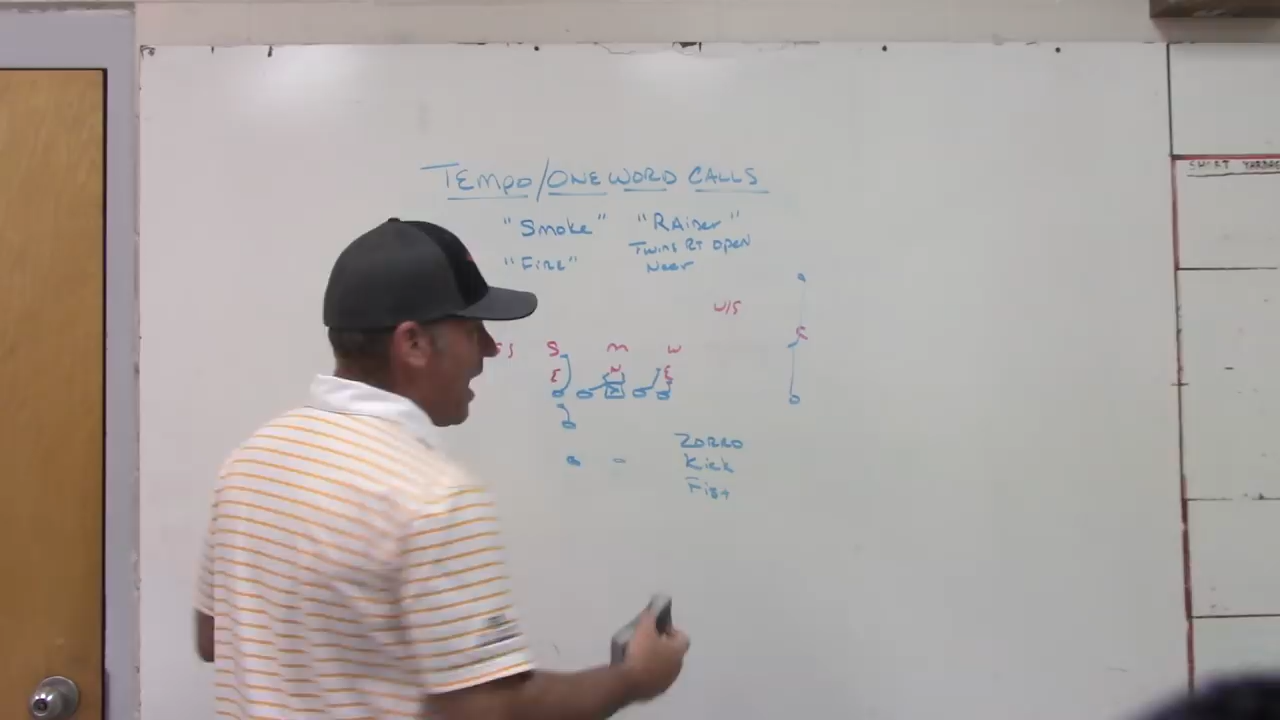 TEMPO/ONE WORD CALLS
"SMOKE" "RAIDER"
TWINS RT OPEN
"FIRE" NEAR
W/S
C
S M W
E N E
ZORRO
KICK
FIST
SHORT YARDAGE